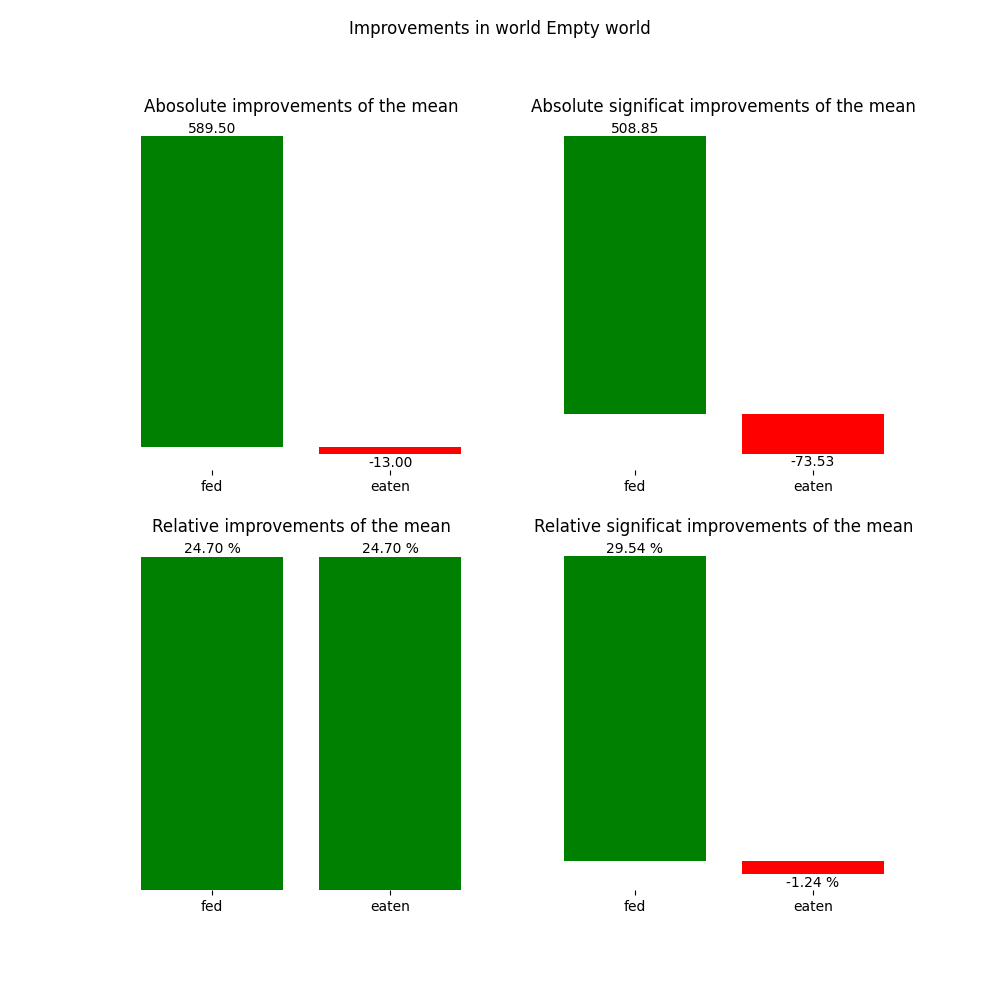 Improvements in world Empty world
Abosolute improvements of the mean
589.50
-13.00
fed
eaten
Absolute significat improvements of the mean
508.85
-73.53
fed
eaten
Relative improvements of the mean
24.70 %
24.70 %
fed
eaten
Relative significat improvements of the mean
29.54 %
-1.24 %
fed
eaten